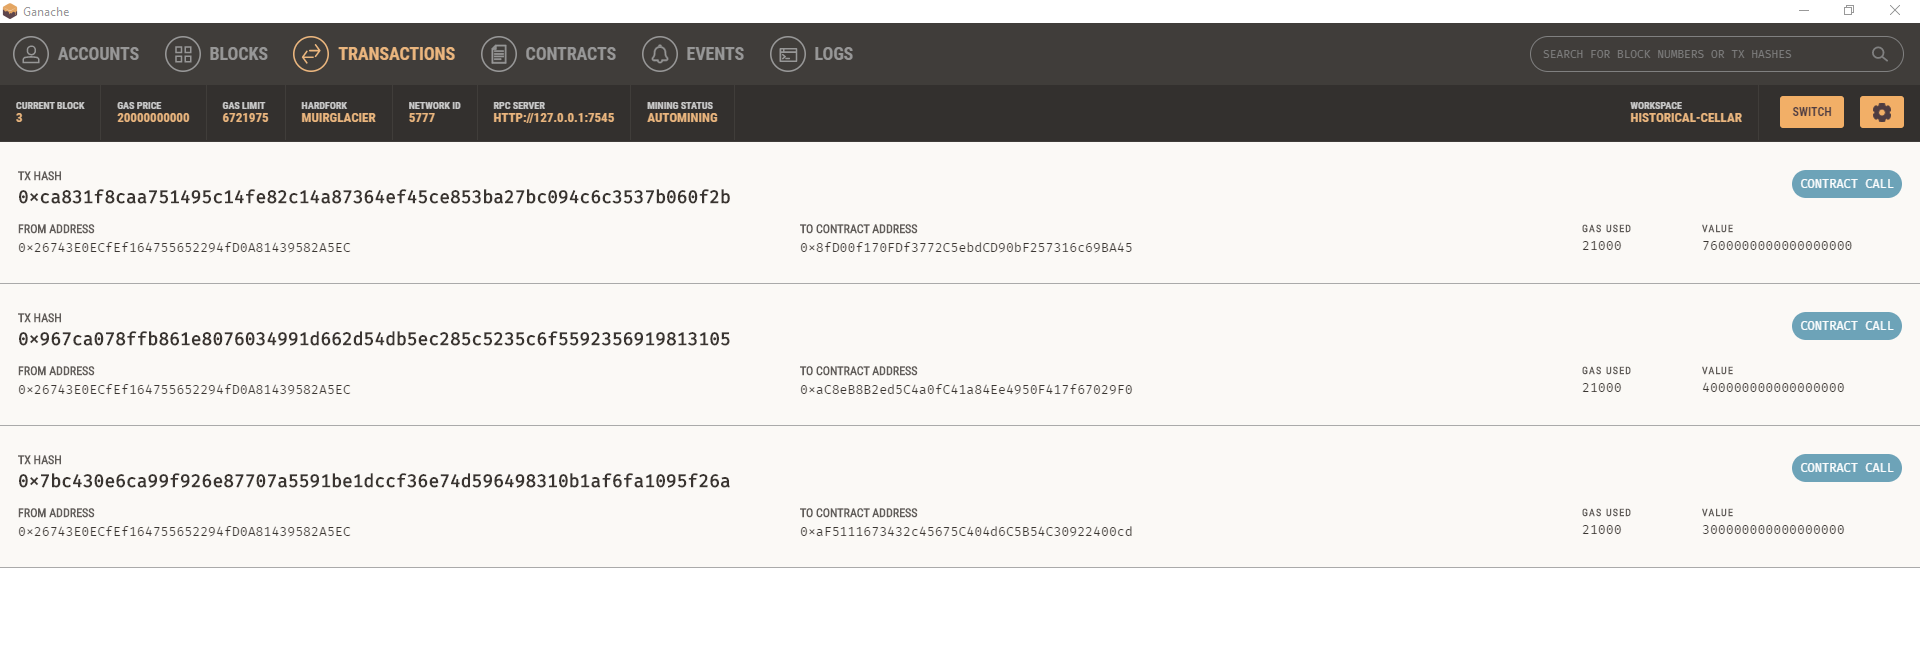 Ganache
ACCOUNTS BLOCKS TRANSACTIONS CONTRACTS EVENTS LOGS SEARCH FOR BLOCK NUMBERS OR TX HASHES
CURRENT BLOCK GAS PRICE GAS LIMIT HARDFORK NETWORK ID RPC SERVER MINING STATUS WORKSPACE
3 20000000000 6721975 MUIRGLACIER 5777 HTTP://127.0.0.1:7545 AUTOMINING HISTORICAL-CELLAR SWITCH
TX HASH
0×ca831f8caa751495c14fe82c14a87364ef45ce853ba27bc094c6c3537b060f2b CONTRACT CALL
FROM ADDRESS TO CONTRACT ADDRESS GAS USED VALUE
0×26743E0ECfEf164755652294fD0A81439582A5EC 0×8fD00f170FDf3772C5ebdCD90bF257316c69BA45 21000 7600000000000000000
TX HASH
0×967ca078ffb861e8076034991d662d54db5ec285c5235c6f5592356919813105 CONTRACT CALL
FROM ADDRESS TO CONTRACT ADDRESS GAS USED VALUE
0×26743E0ECfEf164755652294fD0A81439582A5EC 0×aC8eB8B2ed5C4a0fC41a84Ee4950F417f67029F0 21000 400000000000000000
TX HASH
0×7bc430e6ca99f926e87707a5591be1dccf36e74d596498310b1af6fa1095f26a CONTRACT CALL
FROM ADDRESS TO CONTRACT ADDRESS GAS USED VALUE
0×26743E0ECfEf164755652294fD0A81439582A5EC 0×aF5111673432c45675C404d6C5B54C30922400cd 21000 300000000000000000